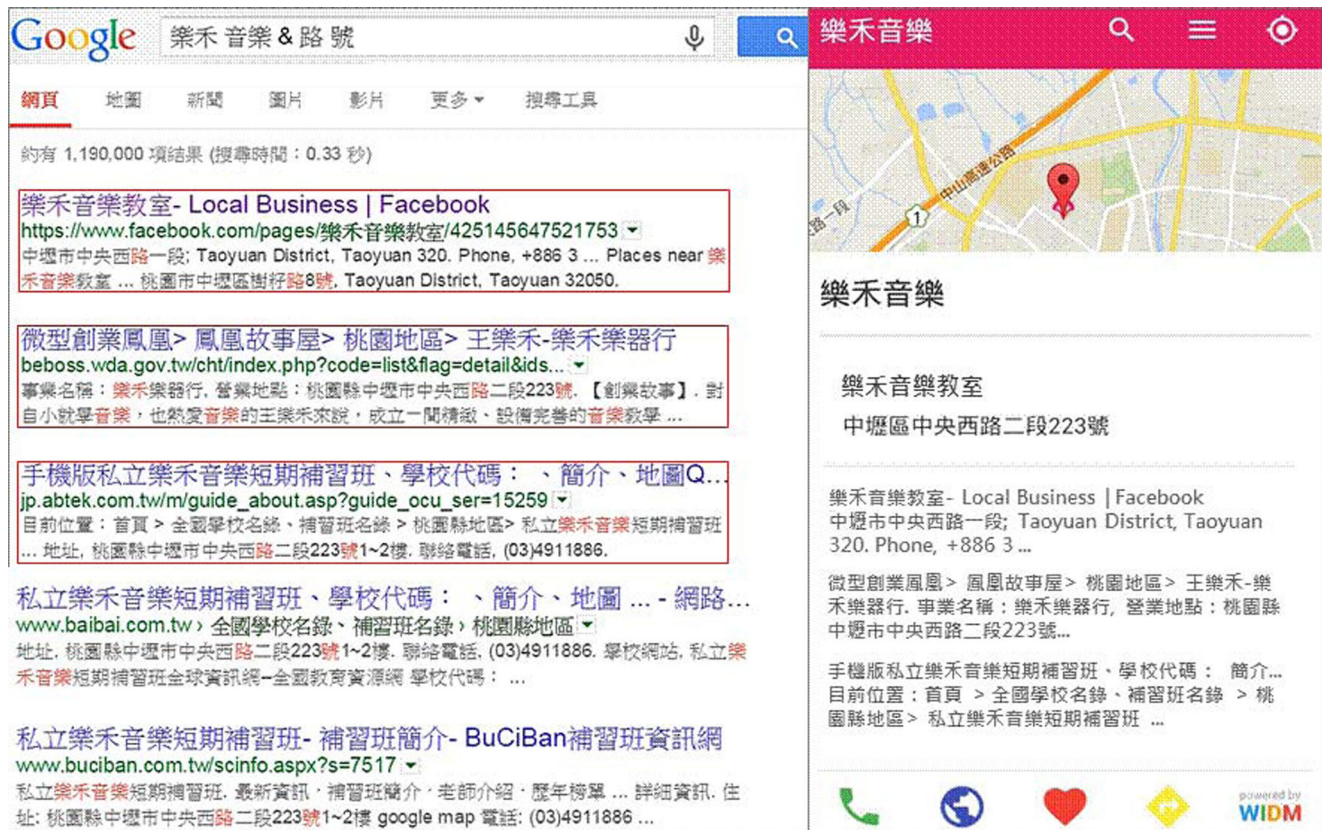 Google 樂禾 音樂 & 路 號
網頁 地圖 新聞 圖片 影片 更多 搜尋工具
約有 1,190,000 項結果 (搜尋時間：0.33 秒)
樂禾音樂教室- Local Business | Facebook
https://www.facebook.com/pages/樂禾音樂教室/425145647521753
中壢市中央西路一段; Taoyuan District, Taoyuan 320. Phone, +886 3 ... Places near 樂
禾音樂教室 ... 桃園市中壢區樹籽路8號, Taoyuan District, Taoyuan 32050.
微型創業鳳凰> 鳳凰故事屋> 桃園地區> 王樂禾-樂禾樂器行
beboss.wda.gov.tw/cht/index.php?code=list&flag=detail&ids...
事業名稱：樂禾樂器行. 營業地點：桃園縣中壢市中央西路二段223號. 【創業故事】. 對
自小就學音樂，也熱愛音樂的王樂禾來說，成立一間精緻、設備完善的音樂教學 ...
手機版私立樂禾音樂短期補習班、學校代碼： 、簡介、地圖Q...
jp.abtek.com.tw/m/guide_about.asp?guide_ocu_ser=15259
目前位置：首頁 > 全國學校名錄、補習班名錄 > 桃園縣地區> 私立樂禾音樂短期補習班
... 地址, 桃園縣中壢市中央西路二段223號1~2樓. 聯絡電話, (03)4911886.
私立樂禾音樂短期補習班、學校代碼： 、簡介、地圖 ... - 網路...
www.baibai.com.tw › 全國學校名錄、補習班名錄 › 桃園縣地區
地址, 桃園縣中壢市中央西路二段223號1~2樓. 聯絡電話, (03)4911886. 學校網站, 私立樂
禾音樂短期補習班全球資訊網–全國教育資源網 學校代碼： ...
私立樂禾音樂短期補習班- 補習班簡介- BuCiBan補習班資訊網
www.buciban.com.tw/scinfo.aspx?s=7517
私立樂禾音樂短期補習班. 最新資訊 · 補習班簡介 · 老師介紹 · 歷年榜單 ... 詳細資訊. 住
址: 桃園縣中壢市中央西路二段223號1~2樓 google map 電話: (03)4911886 ...
樂禾音樂
中山高速公路
路一段
1
樂禾音樂
樂禾音樂教室
中壢區中央西路二段223號
樂禾音樂教室- Local Business | Facebook
中壢市中央西路一段; Taoyuan District, Taoyuan
320. Phone, +886 3 ...
微型創業鳳凰> 鳳凰故事屋> 桃園地區> 王樂禾-樂
禾樂器行. 事業名稱：樂禾樂器行, 營業地點：桃園縣
中壢市中央西路二段223號...
手機版私立樂禾音樂短期補習班、學校代碼： 簡介...
目前位置：首頁 > 全國學校名錄、補習班名錄 > 桃
園縣地區> 私立樂禾音樂短期補習班 ...
powered by
WIDM